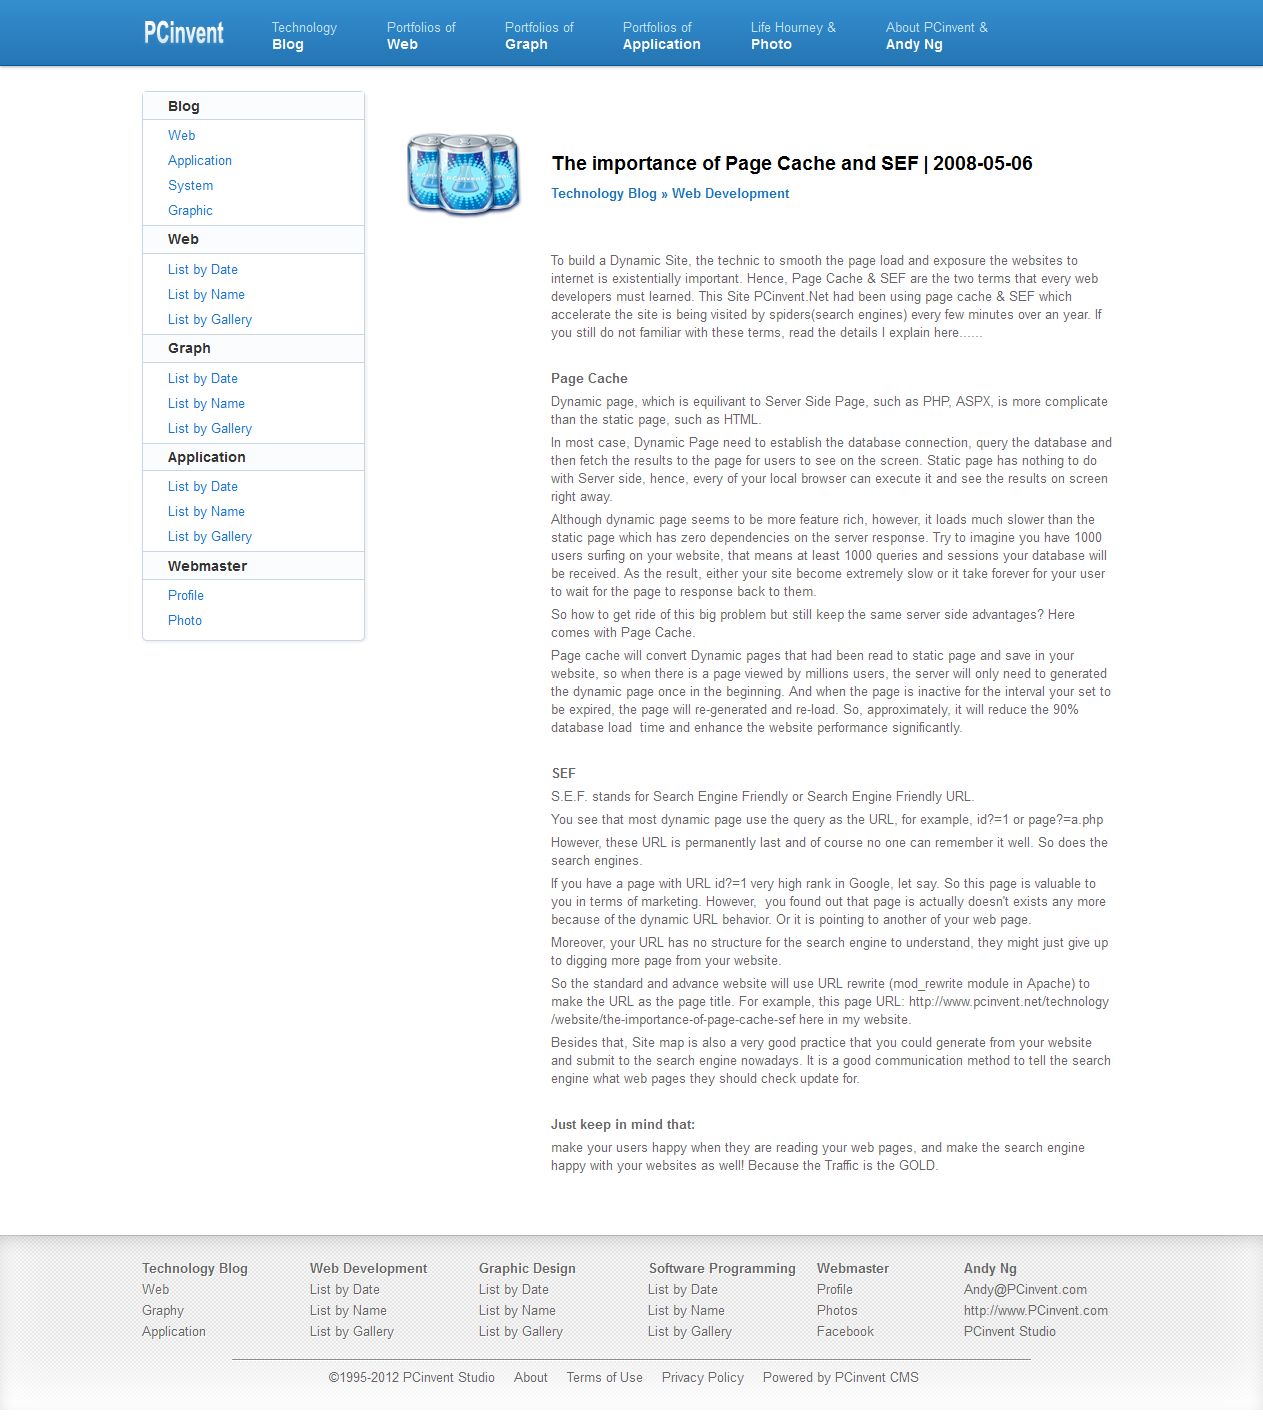 PCinvent
Technology
Blog
Portfolios of
Web
Portfolios of
Graph
Portfolios of
Application
Life Hourney &
Photo
About PCinvent &
Andy Ng
Blog
Web
Application
System
Graphic
Web
List by Date
List by Name
List by Gallery
Graph
List by Date
List by Name
List by Gallery
Application
List by Date
List by Name
List by Gallery
Webmaster
Profile
Photo
PCinvent
The importance of Page Cache and SEF | 2008-05-06
Technology Blog » Web Development
To build a Dynamic Site, the technic to smooth the page load and exposure the websites to
internet is existentially important. Hence, Page Cache & SEF are the two terms that every web
developers must learned. This Site PCinvent.Net had been using page cache & SEF which
accelerate the site is being visited by spiders(search engines) every few minutes over an year. If
you still do not familiar with these terms, read the details I explain here......
Page Cache
Dynamic page, which is equilivant to Server Side Page, such as PHP, ASPX, is more complicate
than the static page, such as HTML.
In most case, Dynamic Page need to establish the database connection, query the database and
then fetch the results to the page for users to see on the screen. Static page has nothing to do
with Server side, hence, every of your local browser can execute it and see the results on screen
right away.
Although dynamic page seems to be more feature rich, however, it loads much slower than the
static page which has zero dependencies on the server response. Try to imagine you have 1000
users surfing on your website, that means at least 1000 queries and sessions your database will
be received. As the result, either your site become extremely slow or it take forever for your user
to wait for the page to response back to them.
So how to get ride of this big problem but still keep the same server side advantages? Here
comes with Page Cache.
Page cache will convert Dynamic pages that had been read to static page and save in your
website, so when there is a page viewed by millions users, the server will only need to generated
the dynamic page once in the beginning. And when the page is inactive for the interval your set to
be expired, the page will re-generated and re-load. So, approximately, it will reduce the 90%
database load  time and enhance the website performance significantly.
SEF
S.E.F. stands for Search Engine Friendly or Search Engine Friendly URL.
You see that most dynamic page use the query as the URL, for example, id?=1 or page?=a.php
However, these URL is permanently last and of course no one can remember it well. So does the
search engines.
If you have a page with URL id?=1 very high rank in Google, let say. So this page is valuable to
you in terms of marketing. However,  you found out that page is actually doesn't exists any more
because of the dynamic URL behavior. Or it is pointing to another of your web page.
Moreover, your URL has no structure for the search engine to understand, they might just give up
to digging more page from your website.
So the standard and advance website will use URL rewrite (mod_rewrite module in Apache) to
make the URL as the page title. For example, this page URL: http://www.pcinvent.net/technology
/website/the-importance-of-page-cache-sef here in my website.
Besides that, Site map is also a very good practice that you could generate from your website
and submit to the search engine nowadays. It is a good communication method to tell the search
engine what web pages they should check update for.
Just keep in mind that:
make your users happy when they are reading your web pages, and make the search engine
happy with your websites as well! Because the Traffic is the GOLD.
Technology Blog
Web
Graphy
Application
Web Development
List by Date
List by Name
List by Gallery
Graphic Design
List by Date
List by Name
List by Gallery
Software Programming
List by Date
List by Name
List by Gallery
Webmaster
Profile
Photos
Facebook
Andy Ng
Andy@PCinvent.com
http://www.PCinvent.com
PCinvent Studio
©1995-2012 PCinvent Studio About Terms of Use Privacy Policy Powered by PCinvent CMS